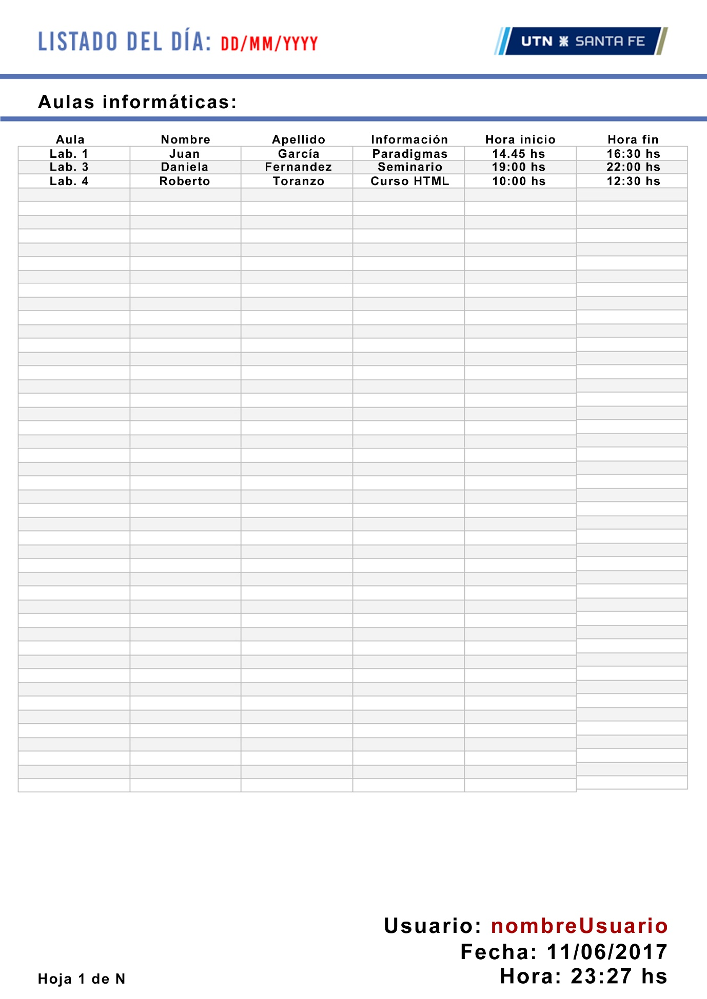 LISTADO DEL DÍA: DD/MM/YYYY
UTN SANTA FE
Aulas informáticas:
Aula Nombre Apellido Información Hora inicio Hora fin
Lab. 1 Juan García Paradigmas 14.45 hs 16:30 hs
Lab. 3 Daniela Fernandez Seminario 19:00 hs 22:00 hs
Lab. 4 Roberto Toranzo Curso HTML 10:00 hs 12:30 hs
Usuario: nombreUsuario
Fecha: 11/06/2017
Hora: 23:27 hs
Hoja 1 de N